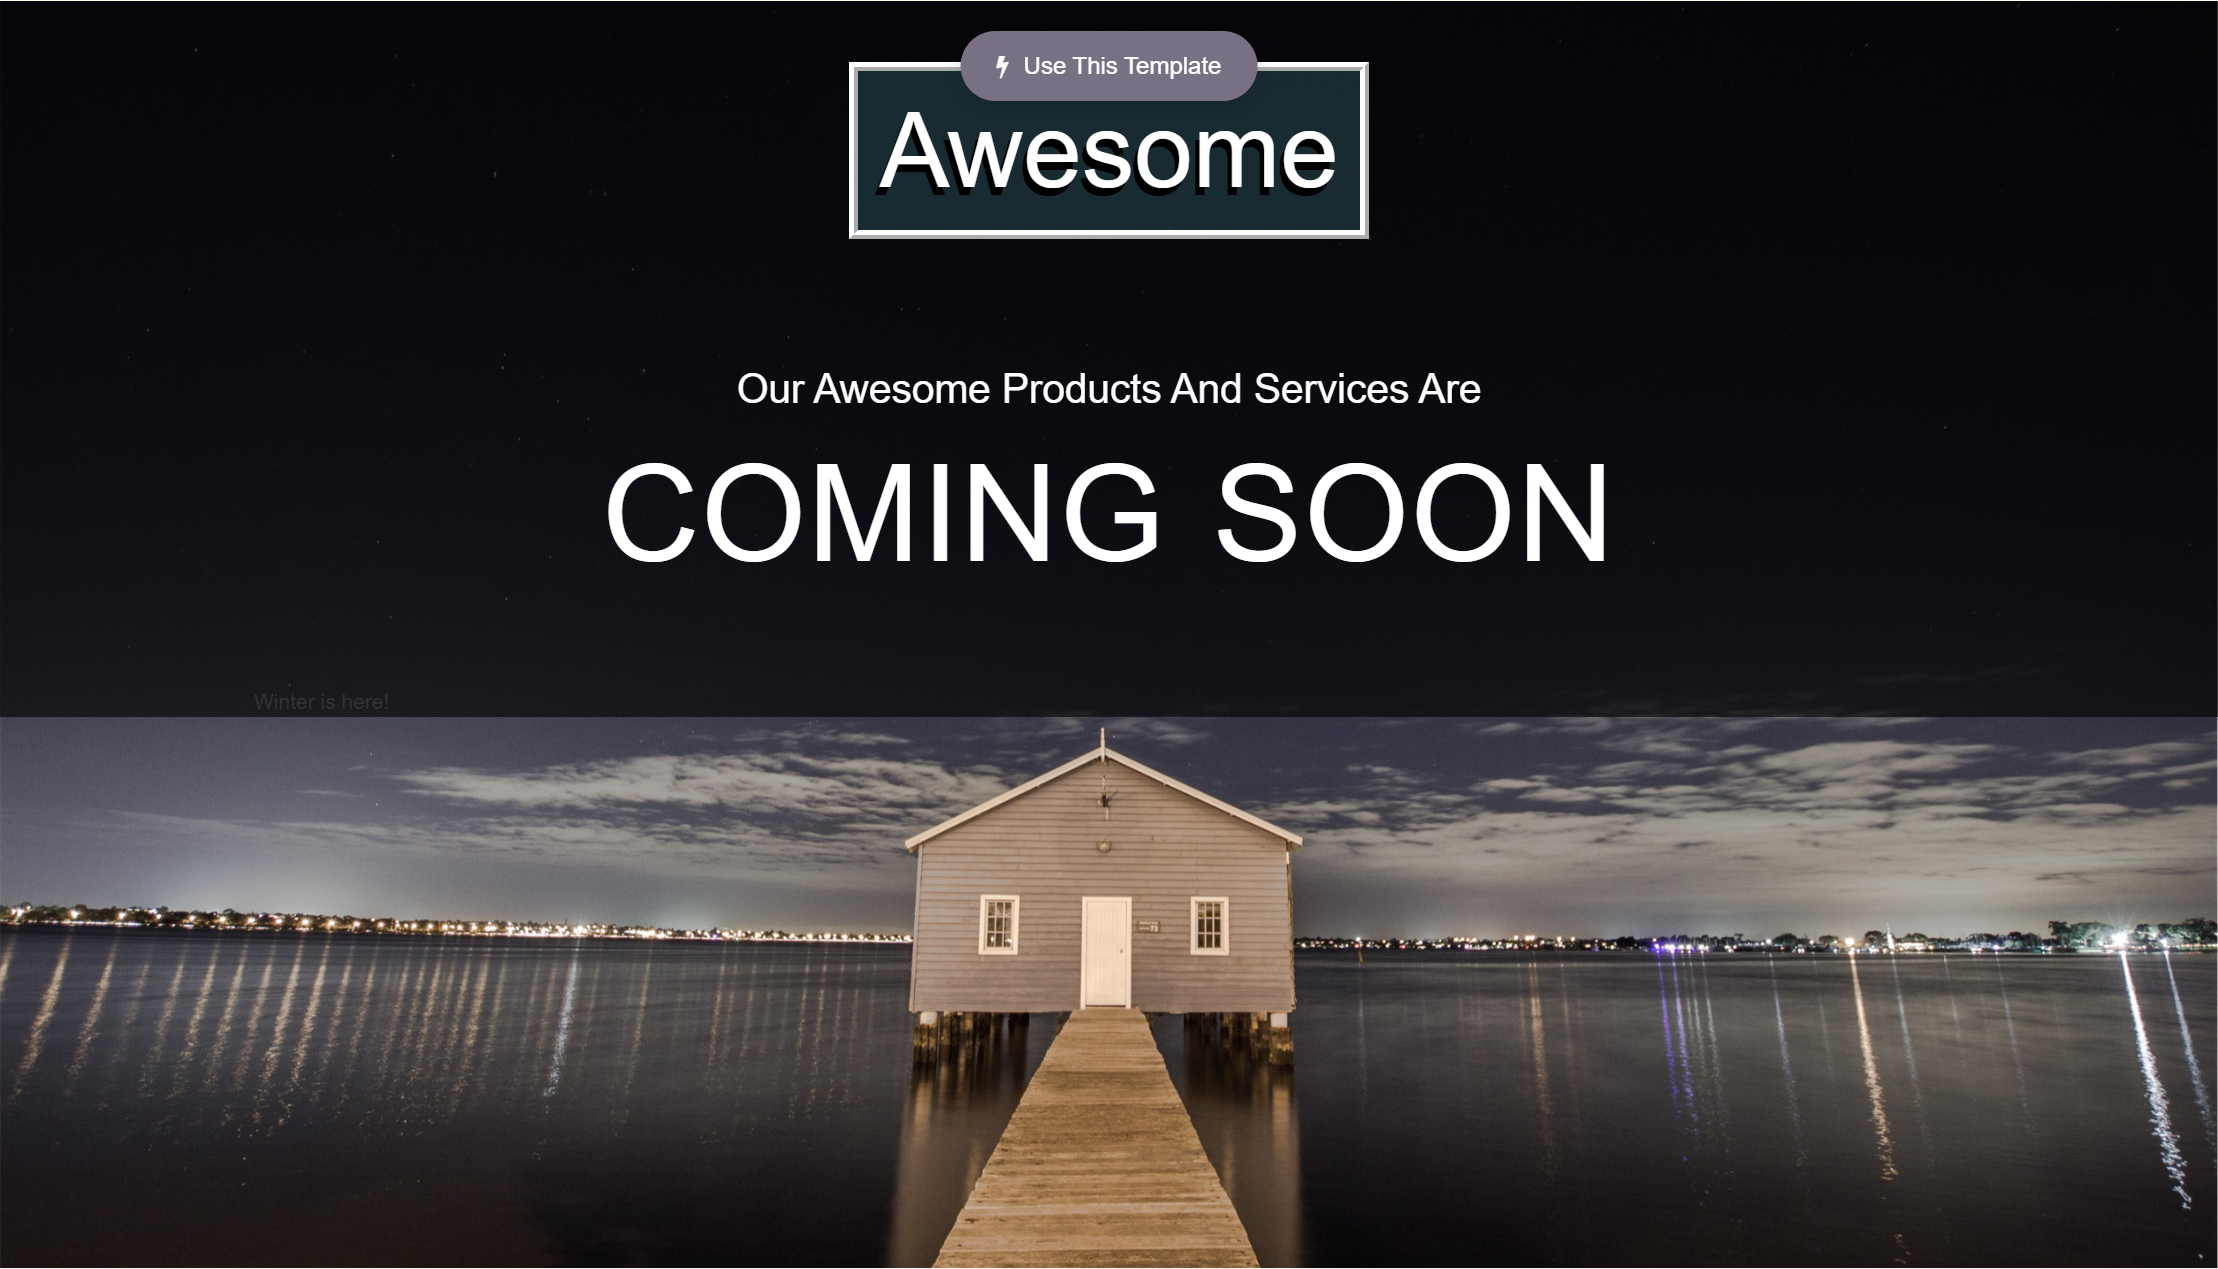 Use This Template
Awesome
Our Awesome Products And Services Are
COMING SOON
Winter is here!